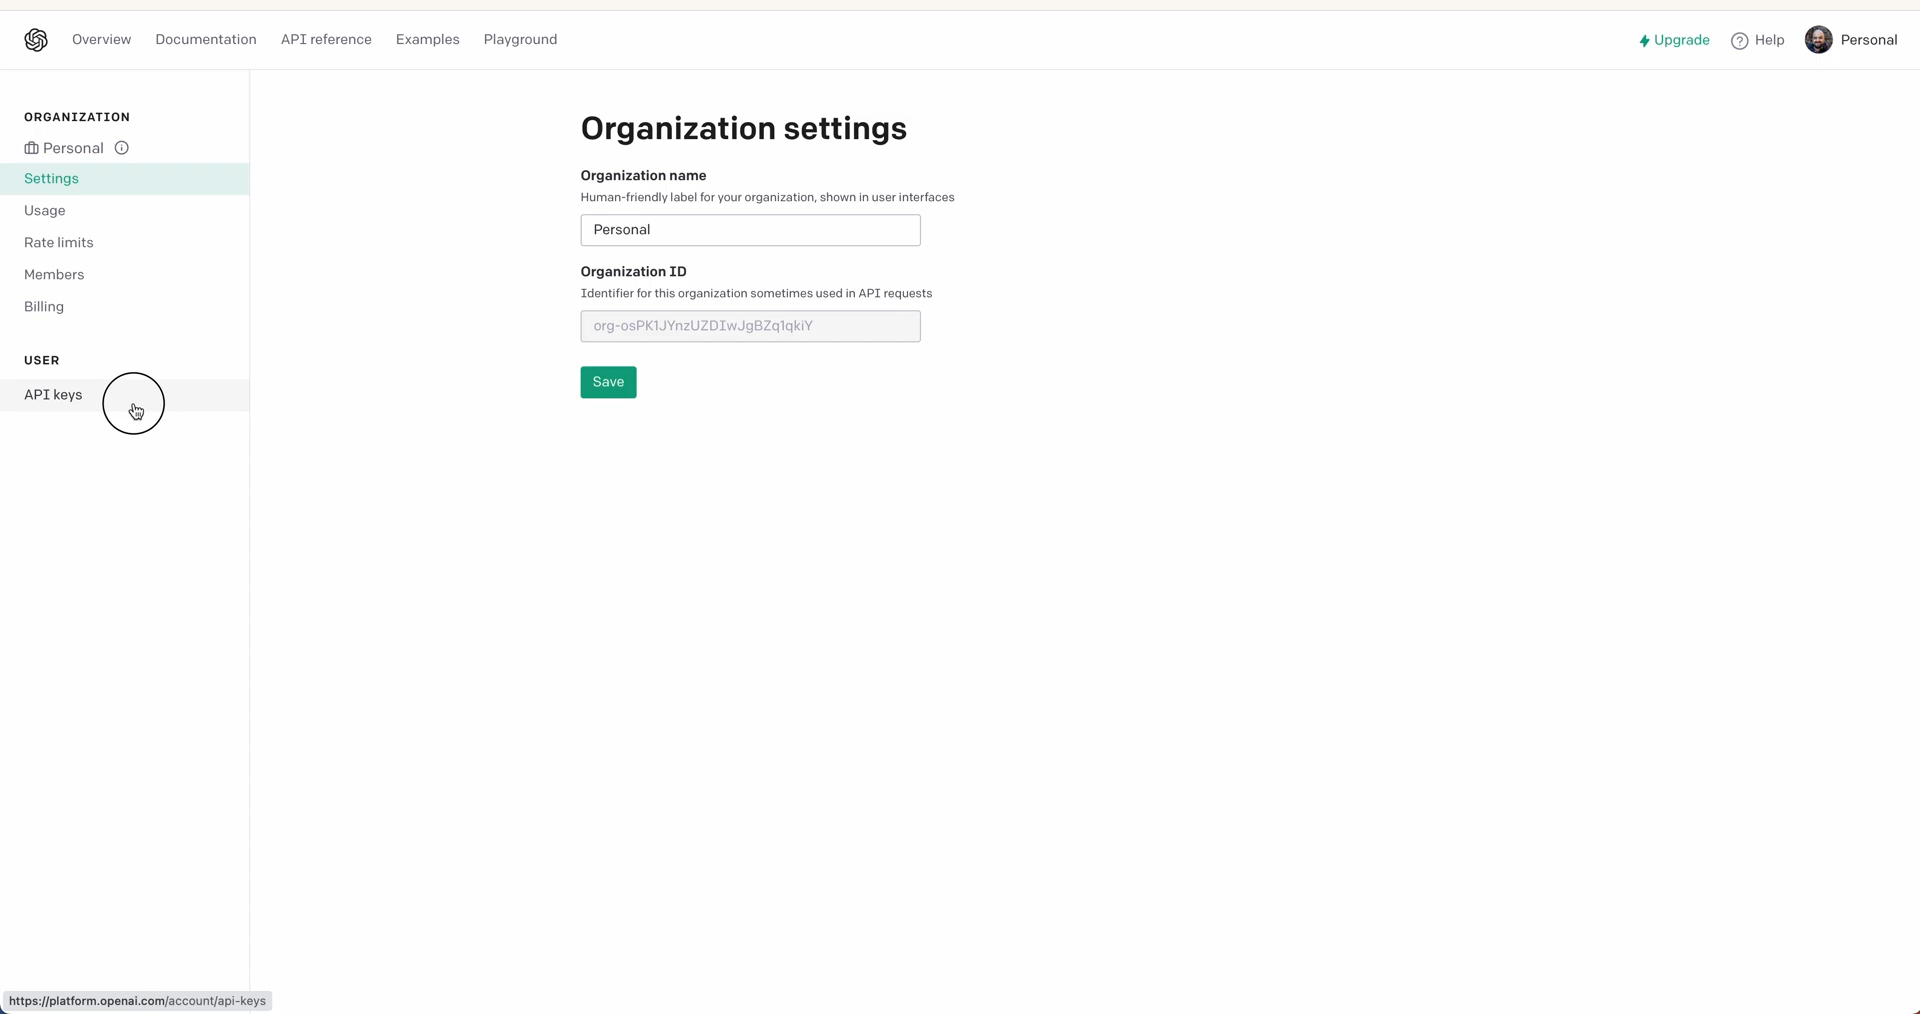 Overview Documentation API reference Examples Playground Upgrade Help Personal
ORGANIZATION
Personal
Settings
Usage
Rate limits
Members
Billing
USER
API keys
Organization settings
Organization name
Human-friendly label for your organization, shown in user interfaces
Personal
Organization ID
Identifier for this organization sometimes used in API requests
org-osPK1JYnzUZDIwJgBZq1qkiY
Save
https://platform.openai.com/account/api-keys